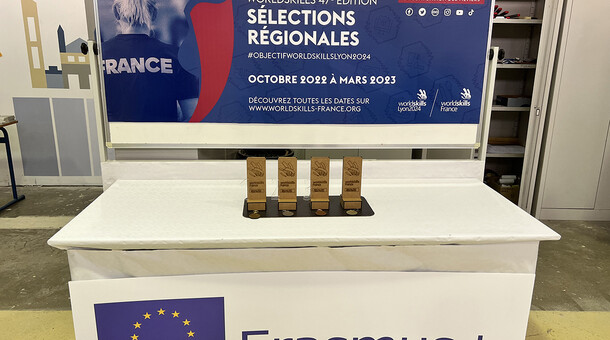 WORLDSKILLS 47e ÉDITION
SÉLECTIONS
RÉGIONALES
#OBJECTIFWORLDSKILLSLYON2024
OCTOBRE 2022 À MARS 2023
DÉCOUVREZ TOUTES LES DATES SUR
WWW.WORLDSKILLS-FRANCE.ORG
worldskills
Lyon2024
worldskills
France
FRANCE
Erasmus+